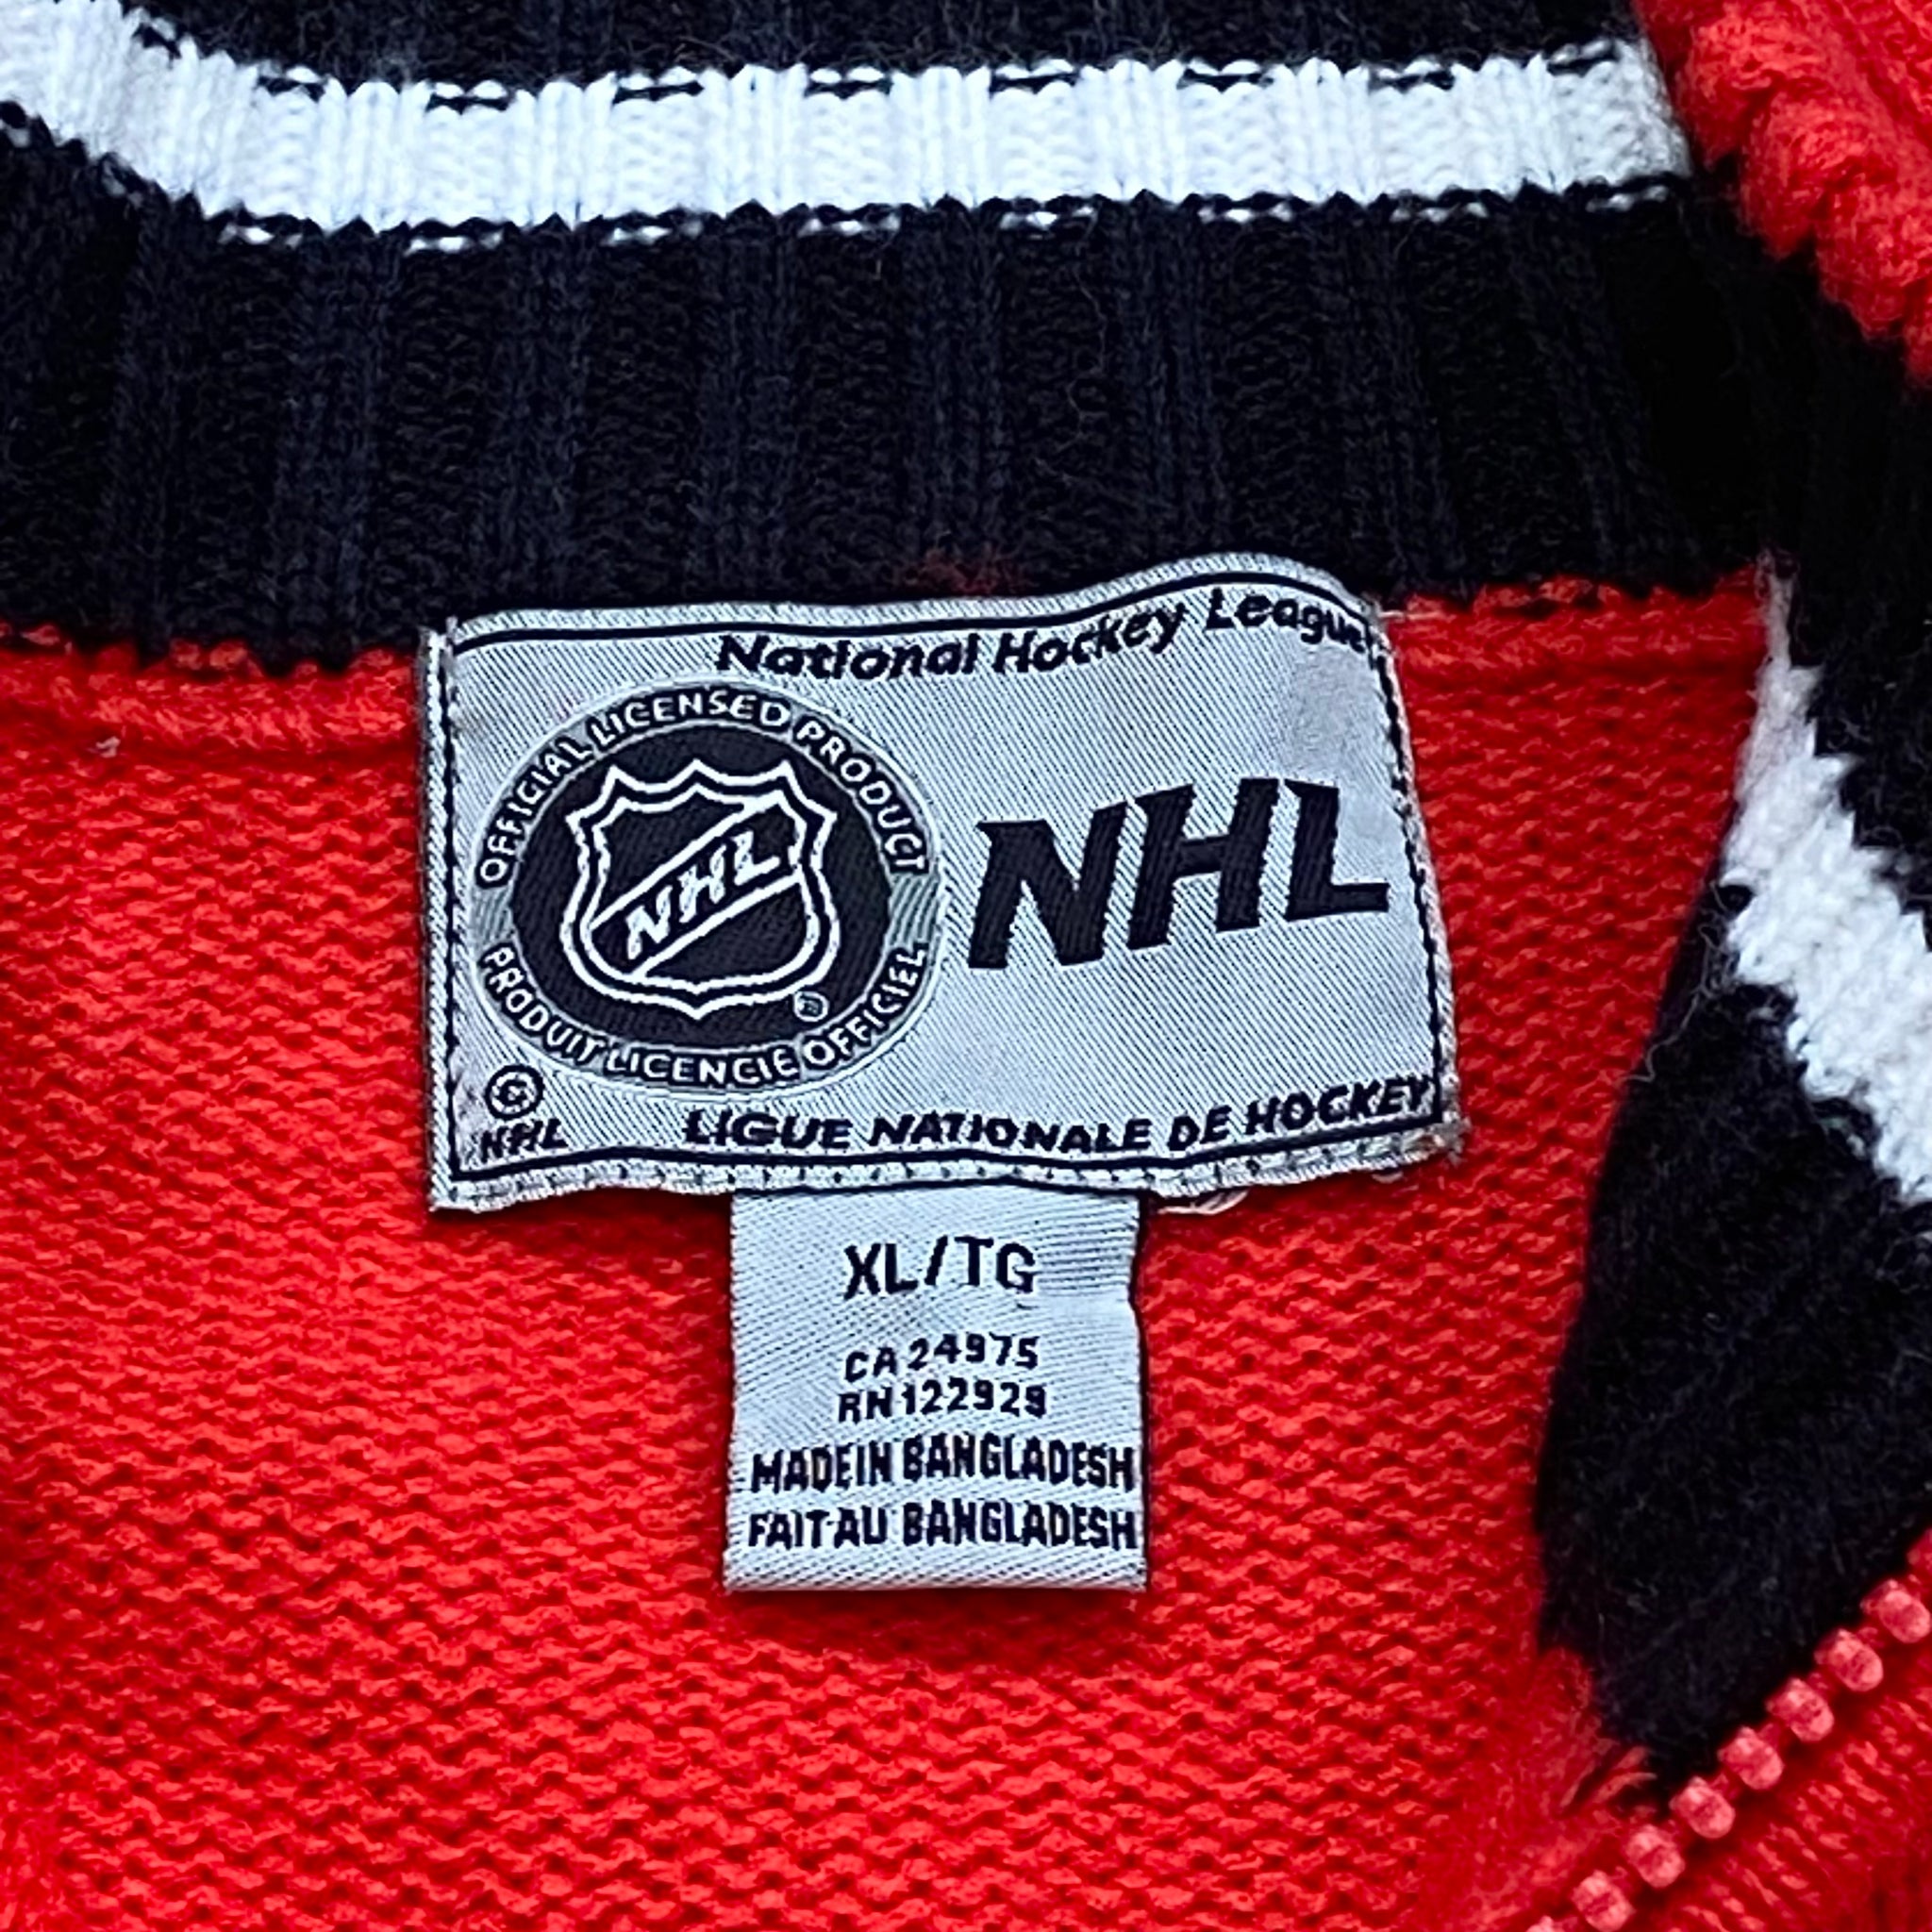 National Hockey League
OFFICIAL LICENSED PRODUCT
NHL
®
PRODUIT LICENCIÉ OFFICIEL
NHL
©
NHL
LIGUE NATIONALE DE HOCKEY
XL/TG
CA 24975
RN 122929
MADE IN BANGLADESH
FAIT AU BANGLADESH